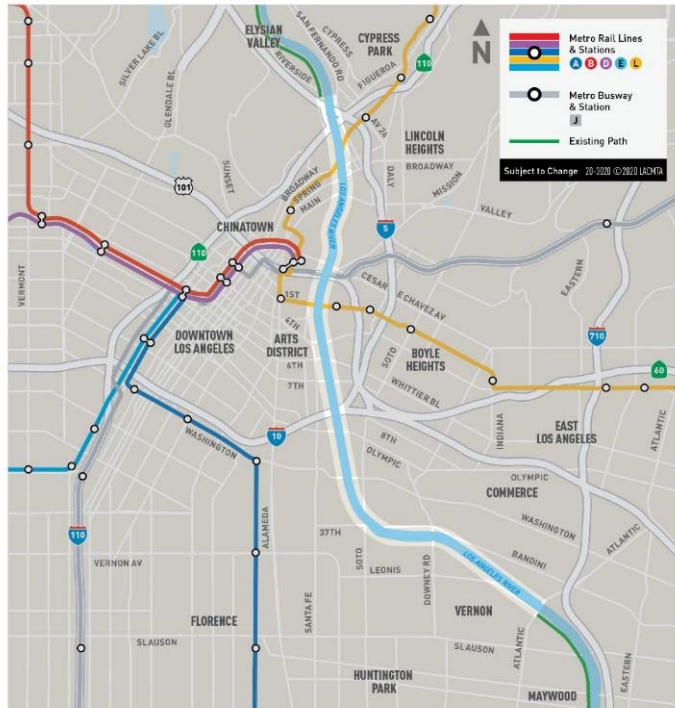 ELYSIAN
VALLEY
SAN FERNANDO RD
CYPRESS
RIVERSIDE
CYPRESS
PARK
FIGUEROA
110
N
SILVER LAKE BL
GLENDALE BL
Metro Rail Lines
& Stations
A B D E L
Metro Busway
& Station
J
Existing Path
Subject to Change 20-3020 ©2020 LACMTA
AV 26
LINCOLN
HEIGHTS
BROADWAY
DALY
MISSION
VALLEY
101
SUNSET
BROADWAY
SPRING
MAIN
LOS ANGELES RIVER
CHINATOWN
5
110
VERMONT
EASTERN
CESAR E CHAVEZ AV
1ST
4TH
DOWNTOWN
LOS ANGELES
ARTS
DISTRICT
6TH
7TH
SOTO
BOYLE
HEIGHTS
WHITTIER BL
710
60
INDIANA
EAST
LOS ANGELES
ATLANTIC
WASHINGTON
10
8TH
OLYMPIC
OLYMPIC
COMMERCE
WASHINGTON
ATLANTIC
110
ALAMEDA
37TH
SOTO
LEONIS
DOWNEY RD
BANDINI
LOS ANGELES RIVER
VERNON AV
FLORENCE
SANTA FE
VERNON
SLAUSON
SLAUSON
ATLANTIC
EASTERN
HUNTINGTON
PARK
MAYWOOD